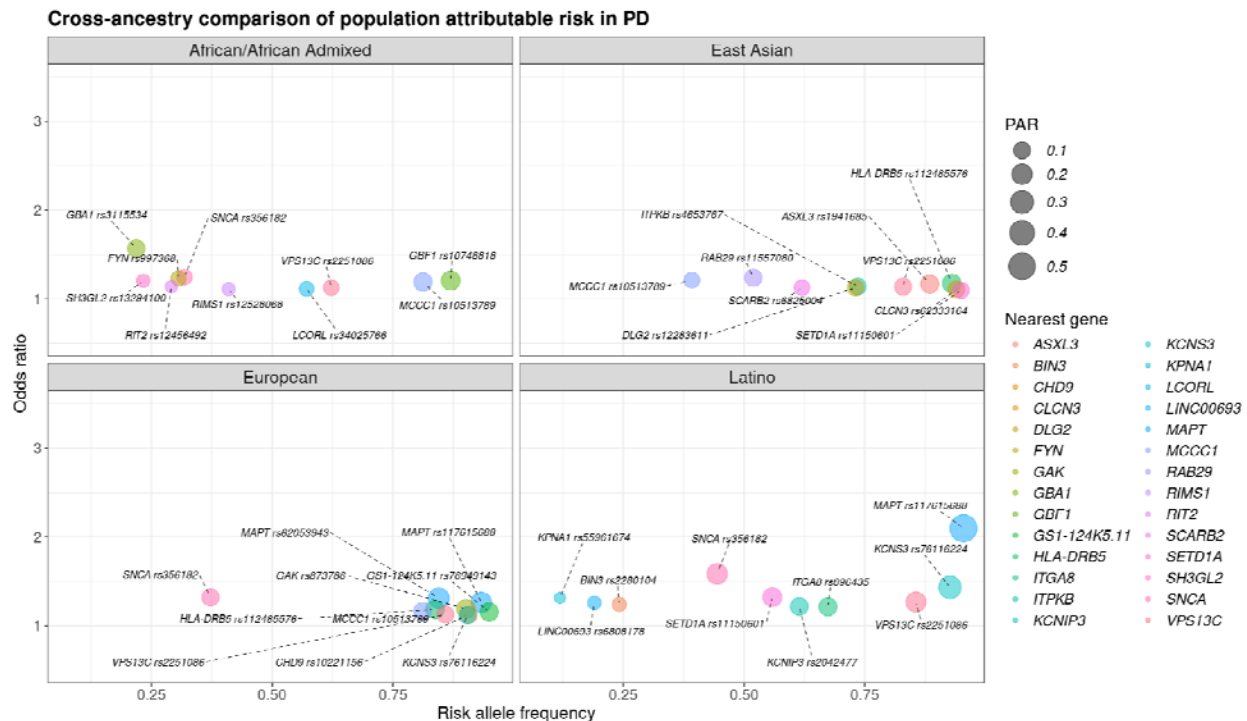 Cross-ancestry comparison of population attributable risk in PD
African/African Admixed
East Asian
3
2
1
Odds ratio
GBA1 rs3115534
SNCA rs356182
FYN rs997368
SH3GL2 rs13294100
RIMS1 rs12528068
RIT2 rs12456492
VPS13C rs2251086
LCORL rs34025766
GBF1 rs10748818
MCCC1 rs10513789
HLA-DRB5 rs112485576
ITPKB rs4653767
ASXL3 rs1941685
RAB29 rs11557080
VPS13C rs2251086
MCCC1 rs10513789
SCARB2 rs6825004
CLCN3 rs62333164
DLG2 rs12283611
SETD1A rs11150601
European
Latino
3
2
1
MAPT rs62053943
MAPT rs117615688
SNCA rs356182
GAK rs873786
GS1-124K5.11 rs76949143
HLA-DRB5 rs112485576
MCCC1 rs10513789
VPS13C rs2251086
CHD9 rs10221156
KCNS3 rs76116224
MAPT rs117615688
KPNA1 rs55961674
SNCA rs356182
KCNS3 rs76116224
BIN3 rs2280104
ITGA8
LINC00693 rs6808178
SETD1A rs11150601
VPS13C rs2251086
KCNIP3 rs2042477
0.25
0.50
0.75
0.25
0.50
0.75
Risk allele frequency
PAR
0.1
0.2
0.3
0.4
0.5
Nearest gene
ASXL3
BIN3
CHD9
CLCN3
DLG2
FYN
GAK
GBA1
GBF1
GS1-124K5.11
HLA-DRB5
ITGA8
ITPKB
KCNIP3
KCNS3
KPNA1
LCORL
LINC00693
MAPT
MCCC1
RAB29
RIMS1
RIT2
SCARB2
SETD1A
SH3GL2
SNCA
VPS13C